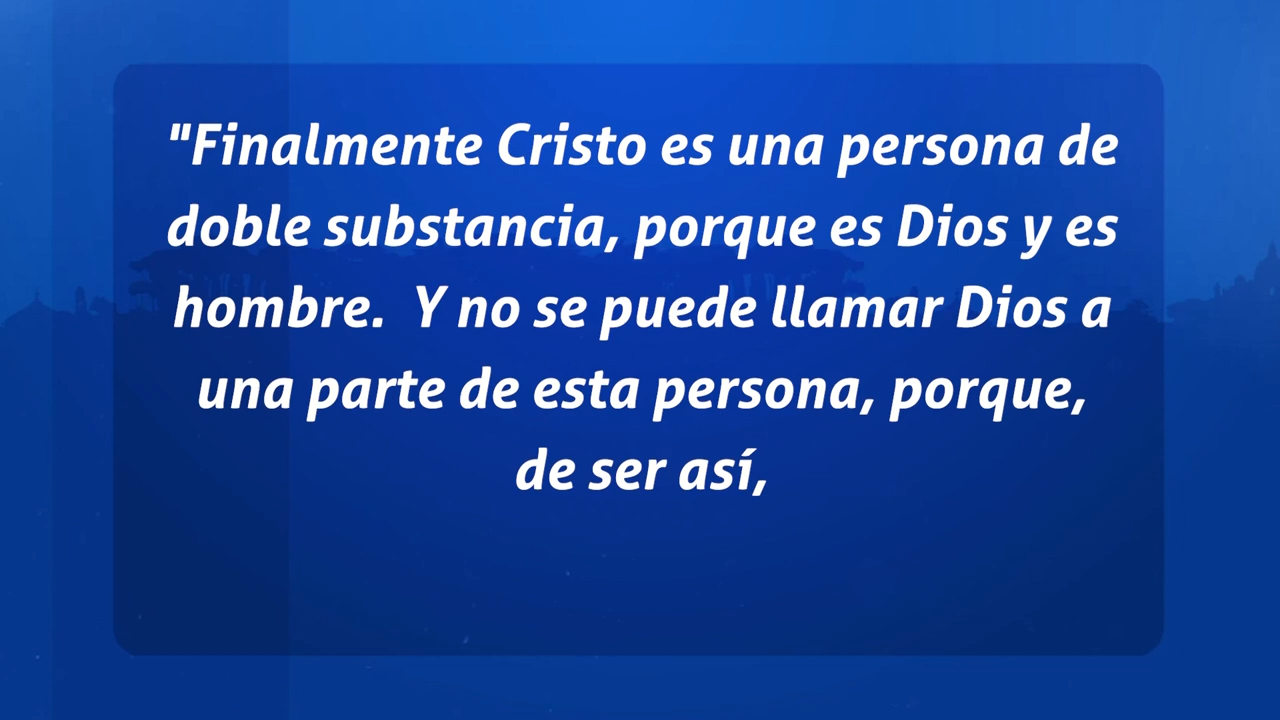 "Finalmente Cristo es una persona de
doble substancia, porque es Dios y es
hombre.  Y no se puede llamar Dios a
una parte de esta persona, porque,
de ser así,